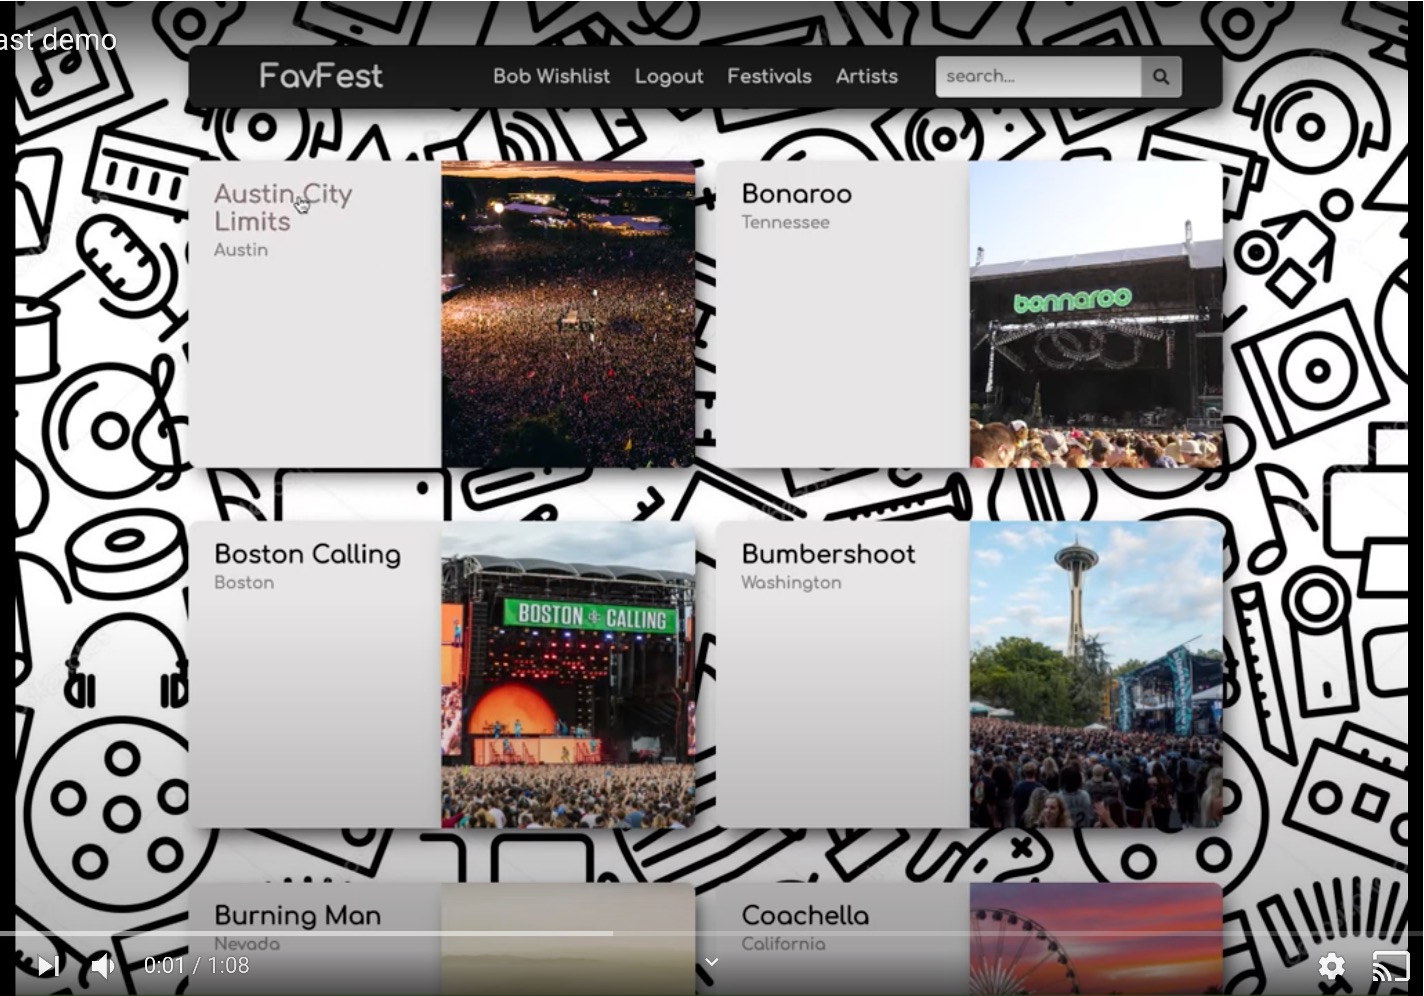 ast demo
FavFest
Bob Wishlist Logout Festivals Artists search...
Austin City
Limits
Austin
Bonaroo
Tennessee
bonnaroo
Boston Calling
Boston
BOSTON CALLING
Bumbershoot
Washington
Burning Man
Nevada
Coachella
California
0:01 / 1:08